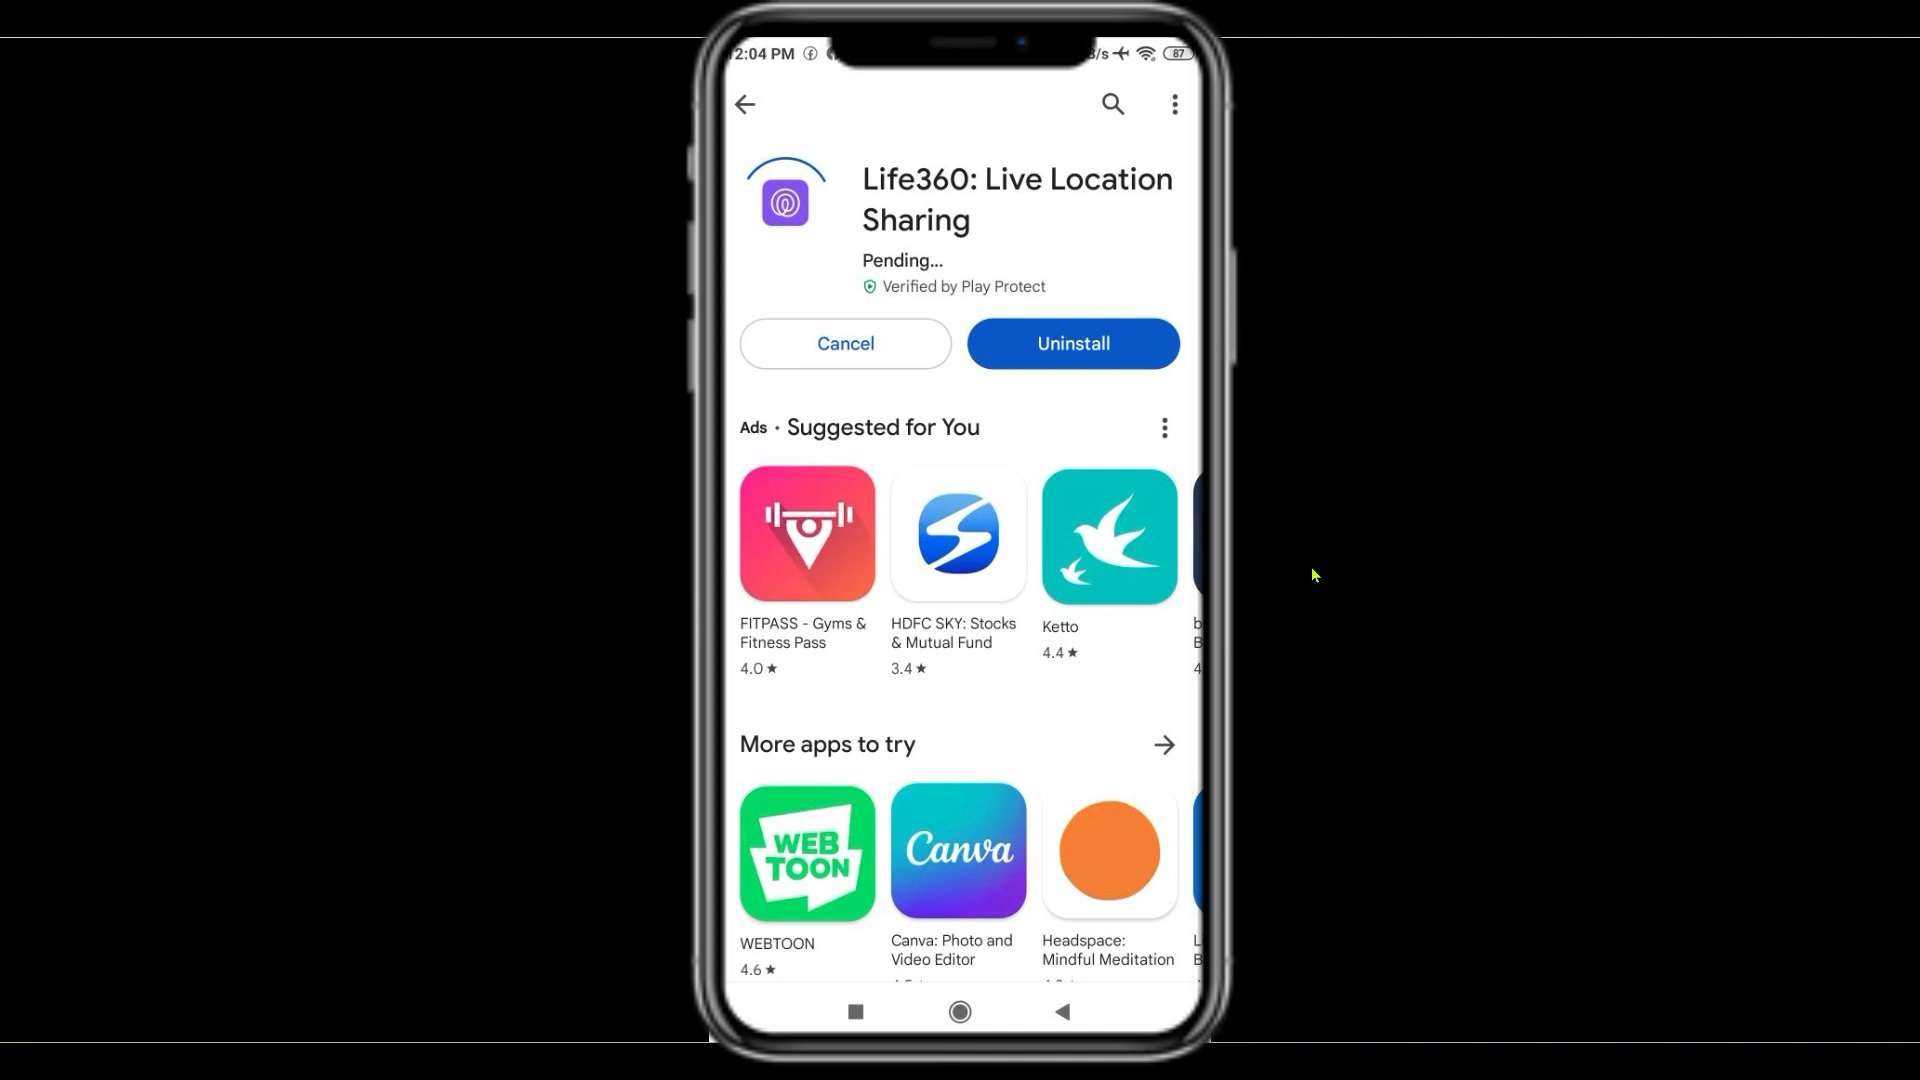 2:04 PM
/s
87
Life360: Live Location
Sharing
Pending...
Verified by Play Protect
Cancel
Uninstall
Ads • Suggested for You
FITPASS - Gyms &
Fitness Pass
4.0 ★
HDFC SKY: Stocks
& Mutual Fund
3.4 ★
Ketto
4.4 ★
b
B
4
More apps to try
WEB
TOON
Canva
WEBTOON
4.6 ★
Canva: Photo and
Video Editor
Headspace:
Mindful Meditation
L
B